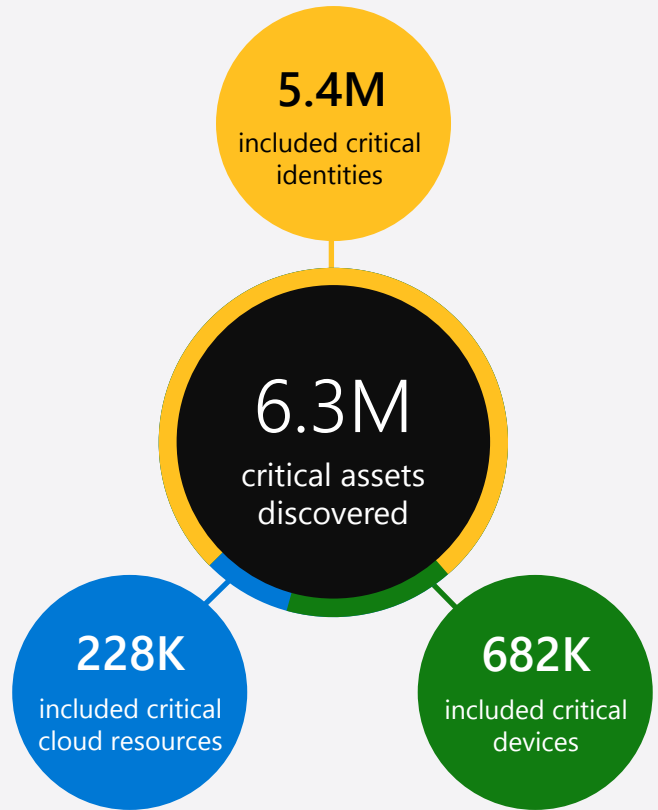 5.4M
included critical
identities
6.3M
critical assets
discovered
228K
included critical
cloud resources
682K
included critical
devices